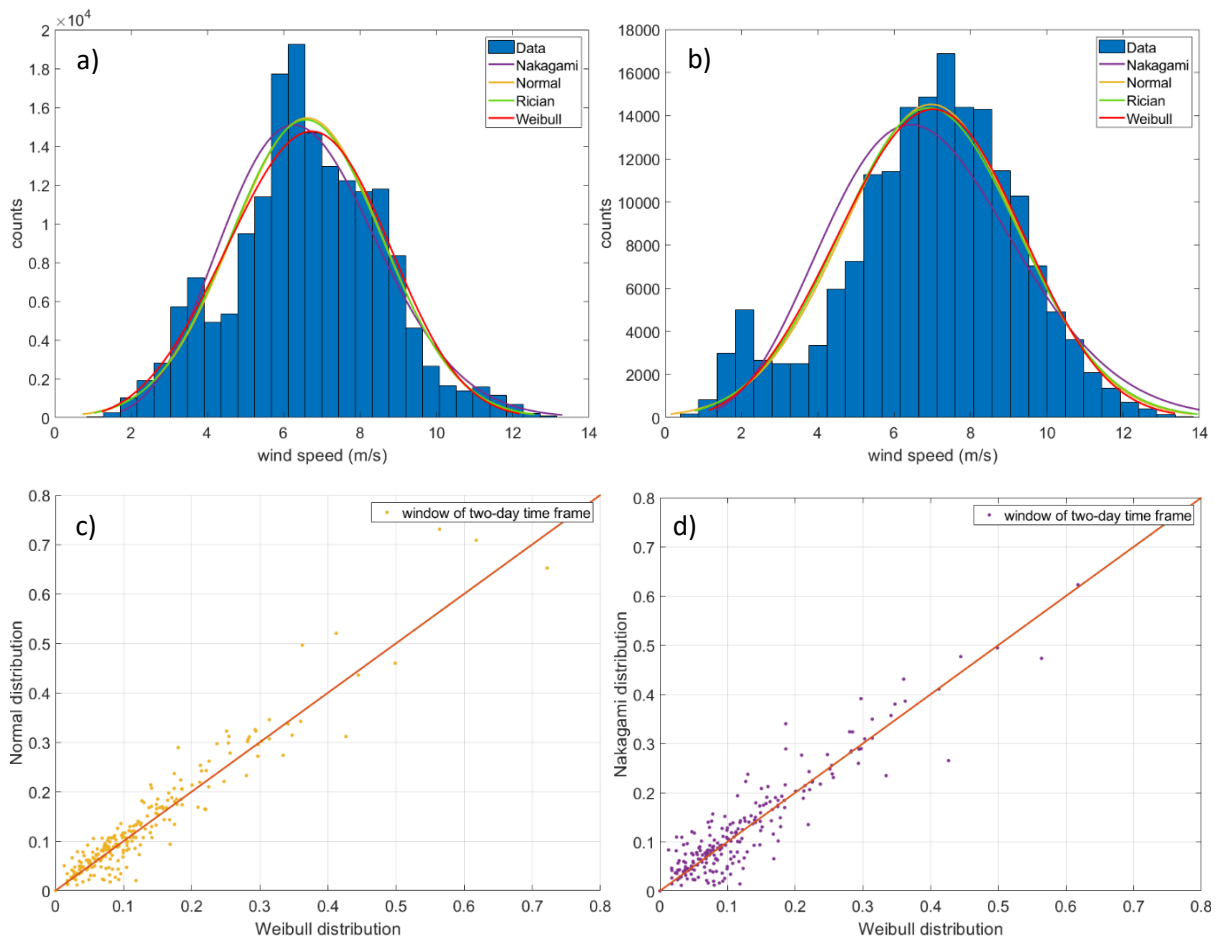 a)
×10⁴
2
1.8
1.6
1.4
1.2
1
0.8
0.6
0.4
0.2
0
0 2 4 6 8 10 12 14
counts
wind speed (m/s)
Data
Nakagami
Normal
Rician
Weibull
b)
18000
16000
14000
12000
10000
8000
6000
4000
2000
0
0 2 4 6 8 10 12 14
counts
wind speed (m/s)
Data
Nakagami
Normal
Rician
Weibull
c)
window of two-day time frame
0.8
0.7
0.6
0.5
0.4
0.3
0.2
0.1
0
0 0.1 0.2 0.3 0.4 0.5 0.6 0.7 0.8
Normal distribution
Weibull distribution
d)
window of two-day time frame
0.8
0.7
0.6
0.5
0.4
0.3
0.2
0.1
0
0 0.1 0.2 0.3 0.4 0.5 0.6 0.7 0.8
Nakagami distribution
Weibull distribution